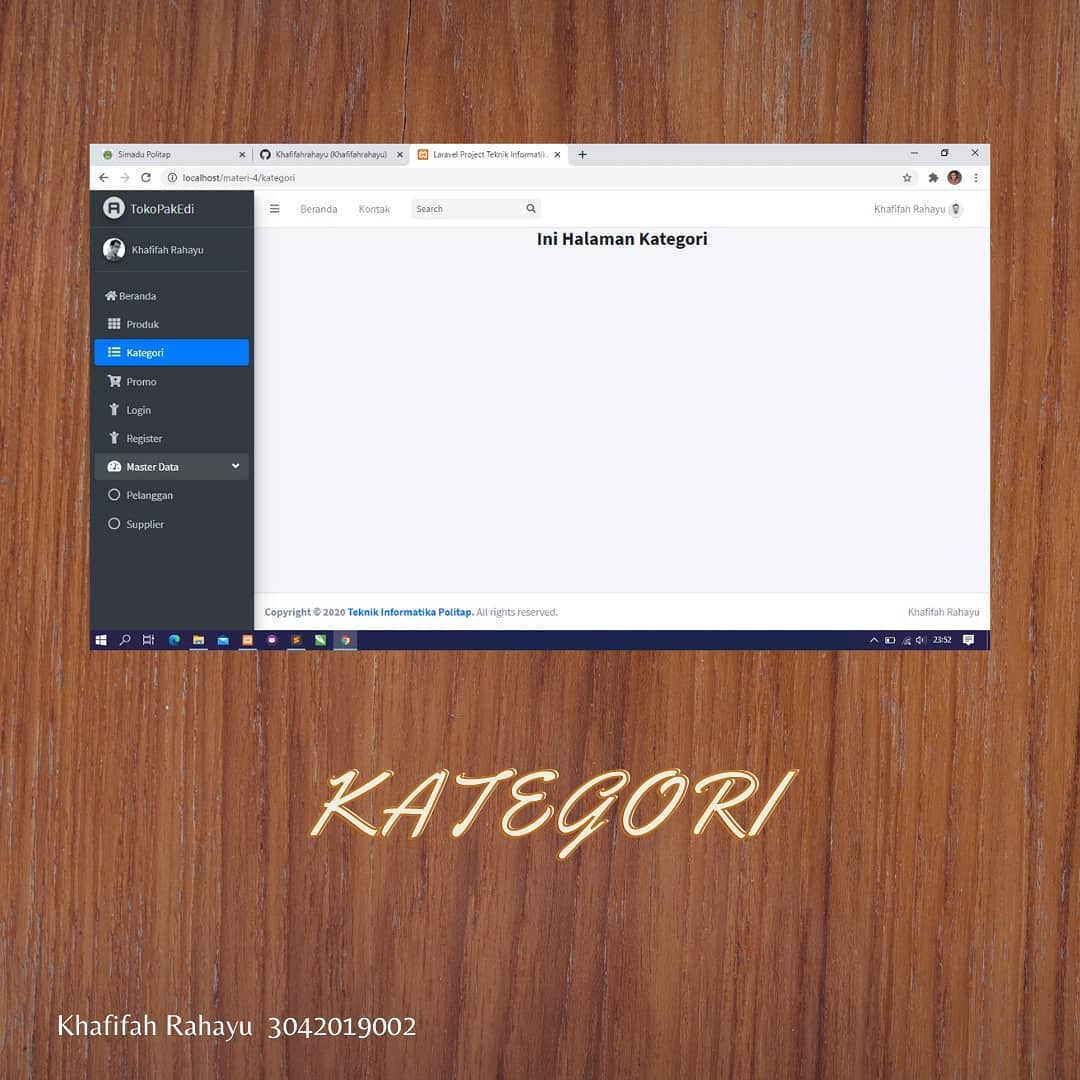 Simadu Politap
Khafifahrahayu (Khafifahrahayu)
Laravel Project Teknik Informatik
localhost/materi-4/kategori
TokoPakEdi
Beranda Kontak Search Khafifah Rahayu
Khafifah Rahayu
Ini Halaman Kategori
Beranda
Produk
Kategori
Promo
Login
Register
Master Data
Pelanggan
Supplier
Copyright © 2020 Teknik Informatika Politap. All rights reserved. Khafifah Rahayu
23:52
KATEGORI
Khafifah Rahayu 3042019002